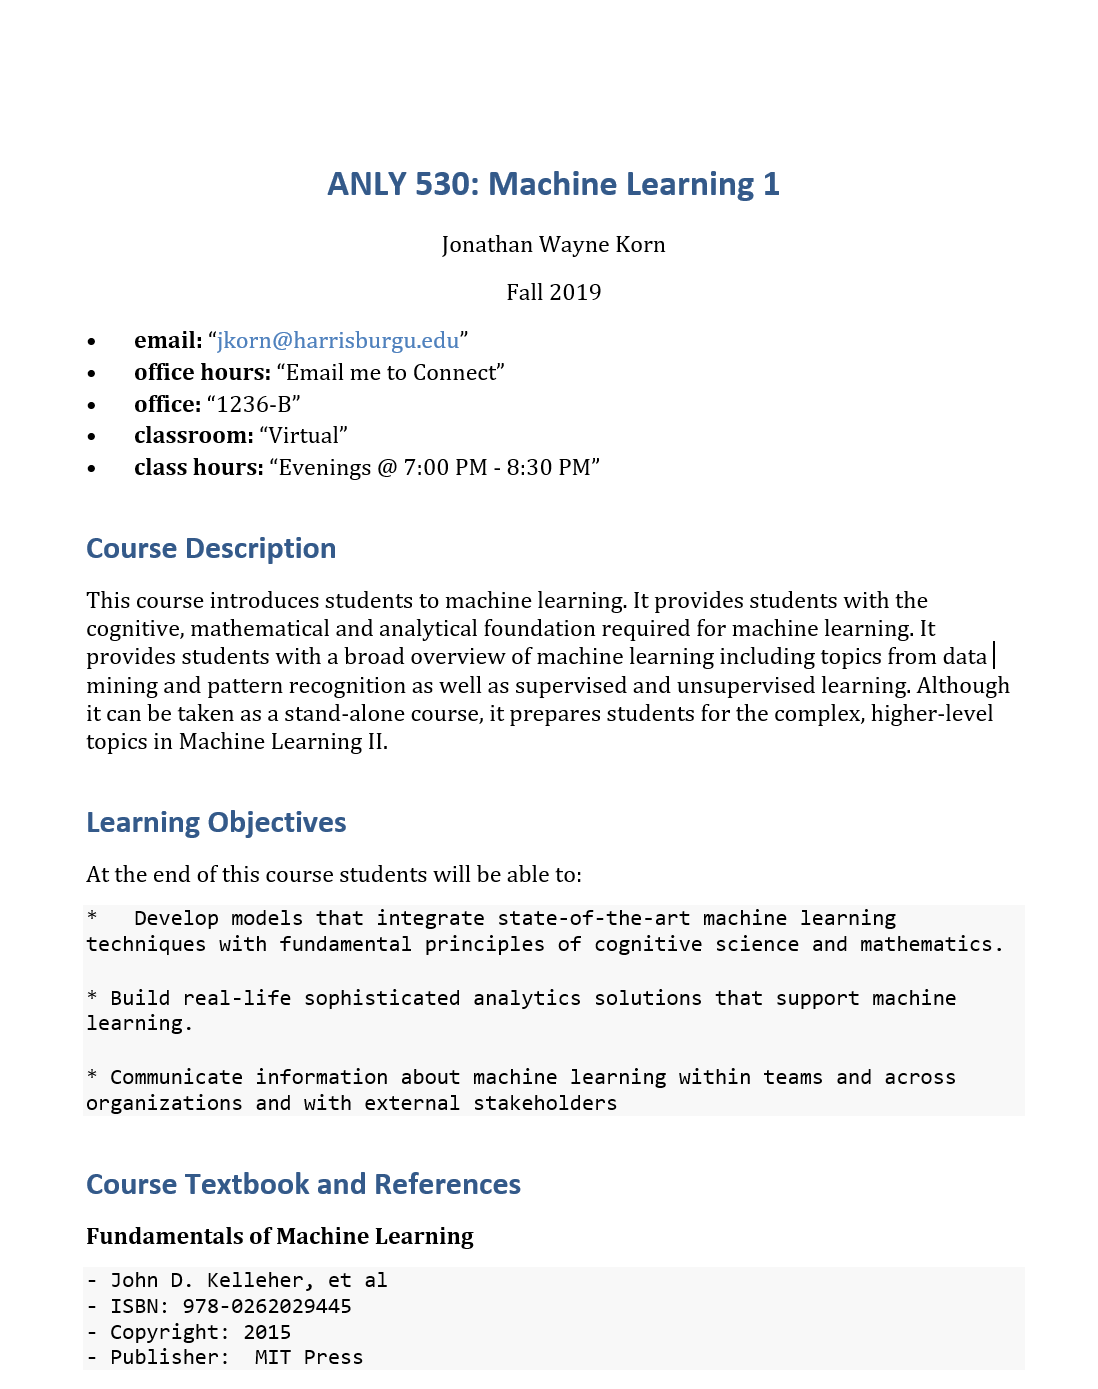 ANLY 530: Machine Learning 1
Jonathan Wayne Korn
Fall 2019
• email: “jkorn@harrisburgu.edu”
• office hours: “Email me to Connect”
• office: “1236-B”
• classroom: “Virtual”
• class hours: “Evenings @ 7:00 PM - 8:30 PM”
Course Description
This course introduces students to machine learning. It provides students with the
cognitive, mathematical and analytical foundation required for machine learning. It
provides students with a broad overview of machine learning including topics from data
mining and pattern recognition as well as supervised and unsupervised learning. Although
it can be taken as a stand-alone course, it prepares students for the complex, higher-level
topics in Machine Learning II.
Learning Objectives
At the end of this course students will be able to:
*   Develop models that integrate state-of-the-art machine learning
techniques with fundamental principles of cognitive science and mathematics.
* Build real-life sophisticated analytics solutions that support machine
learning.
* Communicate information about machine learning within teams and across
organizations and with external stakeholders
Course Textbook and References
Fundamentals of Machine Learning
- John D. Kelleher, et al
- ISBN: 978-0262029445
- Copyright: 2015
- Publisher:  MIT Press